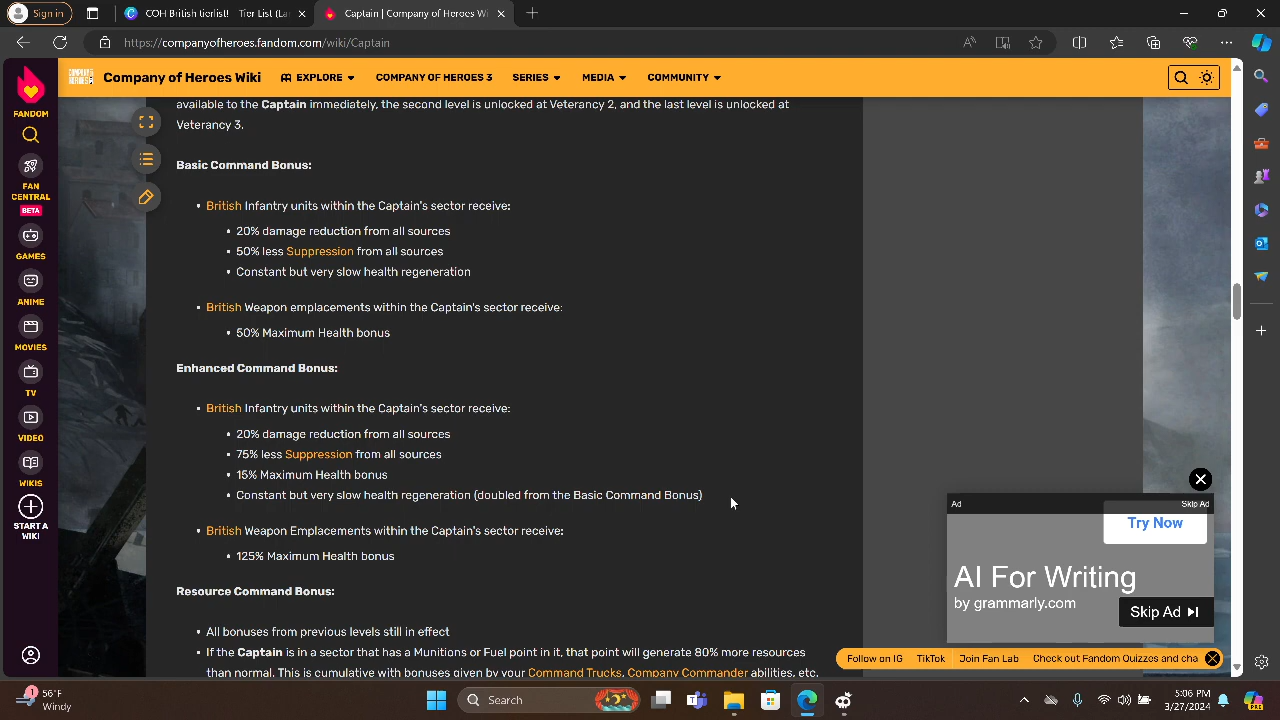 Sign in
COH British tierlist! Tier List (La
Captain | Company of Heroes Wi
https://companyofheroes.fandom.com/wiki/Captain
FANDOM
FAN CENTRAL
BETA
GAMES
ANIME
MOVIES
TV
VIDEO
WIKIS
START A WIKI
Company of Heroes Wiki
EXPLORE
COMPANY OF HEROES 3
SERIES
MEDIA
COMMUNITY
available to the Captain immediately, the second level is unlocked at Veterancy 2, and the last level is unlocked at
Veterancy 3.
Basic Command Bonus:
• British Infantry units within the Captain's sector receive:
• 20% damage reduction from all sources
• 50% less Suppression from all sources
• Constant but very slow health regeneration
• British Weapon emplacements within the Captain's sector receive:
• 50% Maximum Health bonus
Enhanced Command Bonus:
• British Infantry units within the Captain's sector receive:
• 20% damage reduction from all sources
• 75% less Suppression from all sources
• 15% Maximum Health bonus
• Constant but very slow health regeneration (doubled from the Basic Command Bonus)
• British Weapon Emplacements within the Captain's sector receive:
• 125% Maximum Health bonus
Resource Command Bonus:
• All bonuses from previous levels still in effect
• If the Captain is in a sector that has a Munitions or Fuel point in it, that point will generate 80% more resources
than normal. This is cumulative with bonuses given by your Command Trucks, Company Commander abilities, etc.
Ad
Skip Ad
Try Now
AI For Writing
by grammarly.com
Skip Ad
Follow on IG
TikTok
Join Fan Lab
Check out Fandom Quizzes and cha
1
56°F
Windy
Search
5:06 PM
3/27/2024